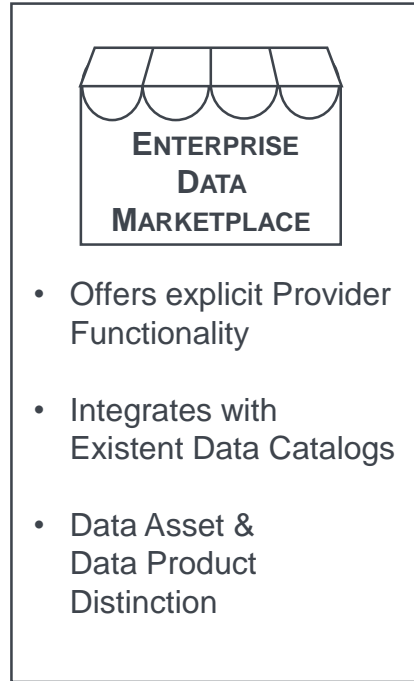 ENTERPRISE
DATA
MARKETPLACE
• Offers explicit Provider
Functionality
• Integrates with
Existent Data Catalogs
• Data Asset &
Data Product
Distinction